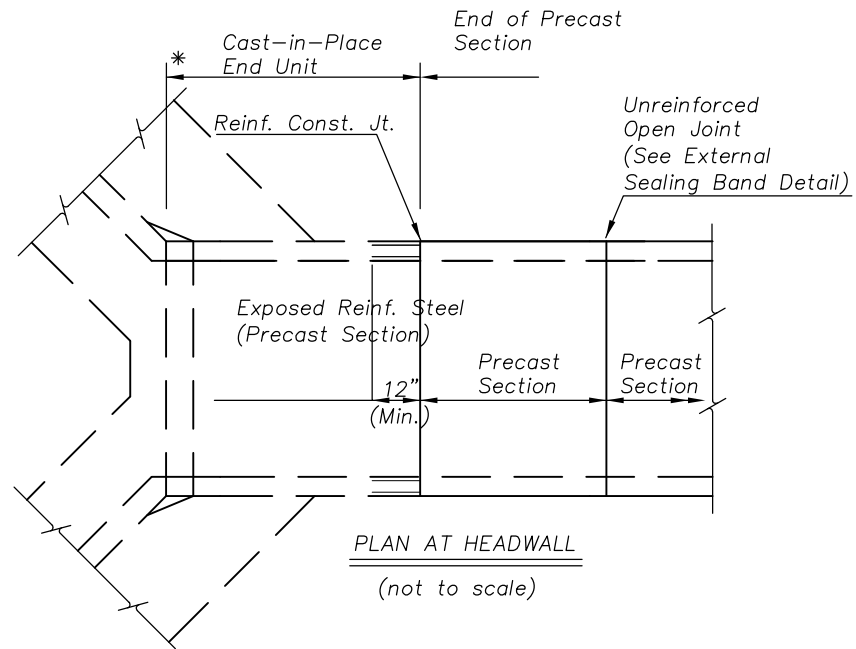 *
Cast-in-Place
End Unit
End of Precast
Section
Reinf. Const. Jt.
Unreinforced
Open Joint
(See External
Sealing Band Detail)
Exposed Reinf. Steel
(Precast Section)
12"
(Min.)
Precast
Section
Precast
Section
PLAN AT HEADWALL
(not to scale)